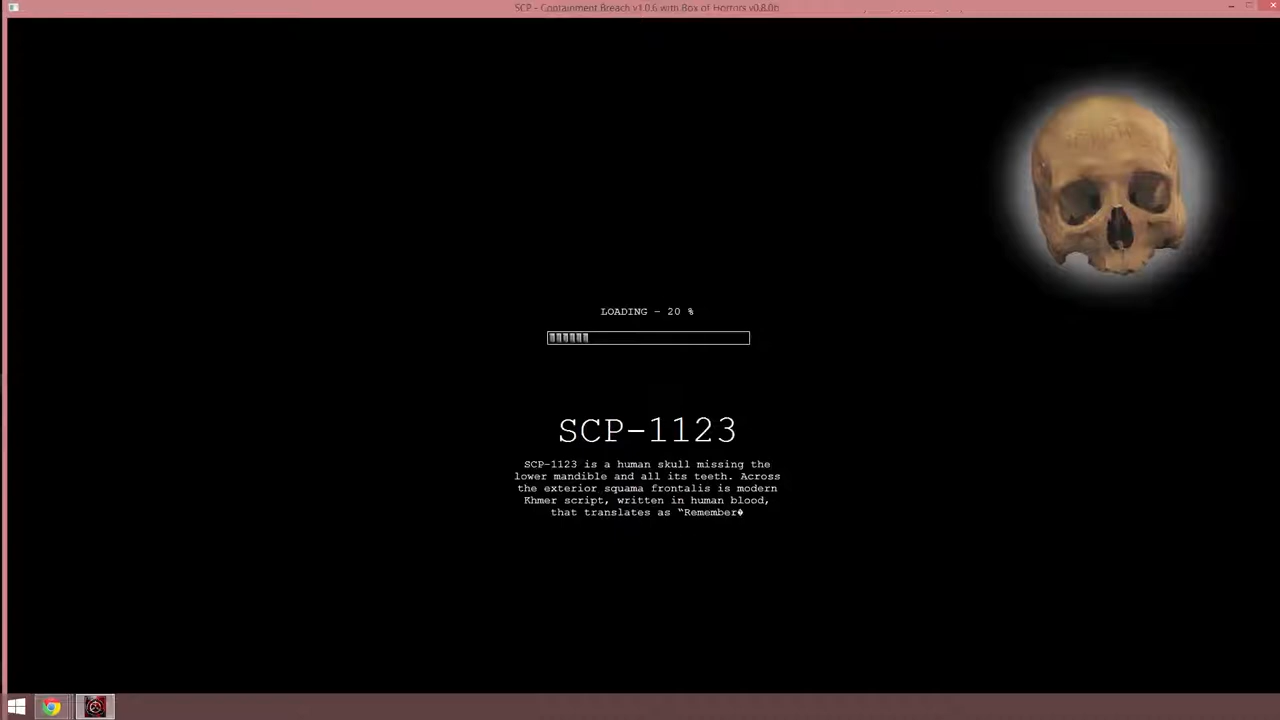 SCP - Containment Breach v1.0.6 with Box of Horrors v0.8.0b
LOADING - 20 %
SCP-1123
SCP-1123 is a human skull missing the
lower mandible and all its teeth. Across
the exterior squama frontalis is modern
Khmer script, written in human blood,
that translates as “Remember�